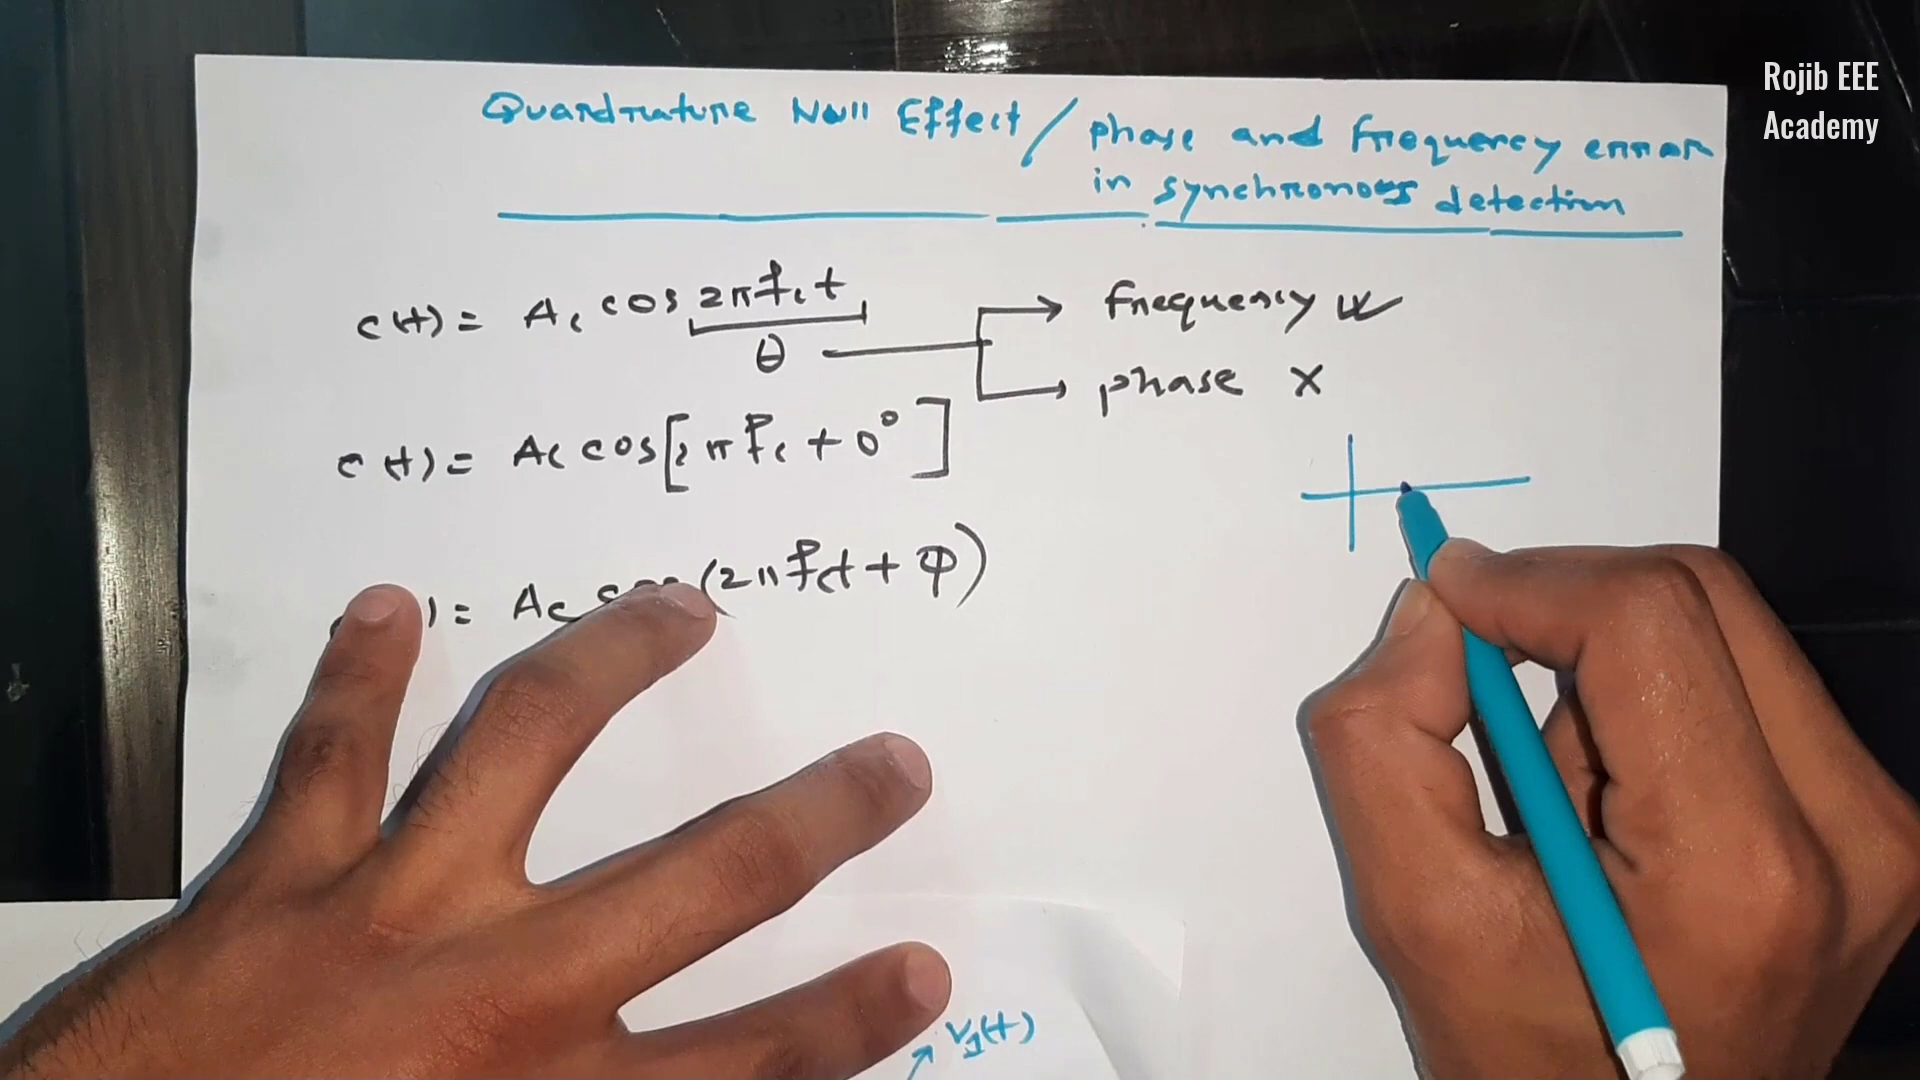 Rojib EEE
Academy
Quardrature Null Effect / phase and frequency error
in synchronous detection
c(t) = Ac cos 2πfct
θ
frequency
phase X
c(t) = Ac cos[2πfc + 0°]
) = Ac cos (2πfct + φ)
V1(t)